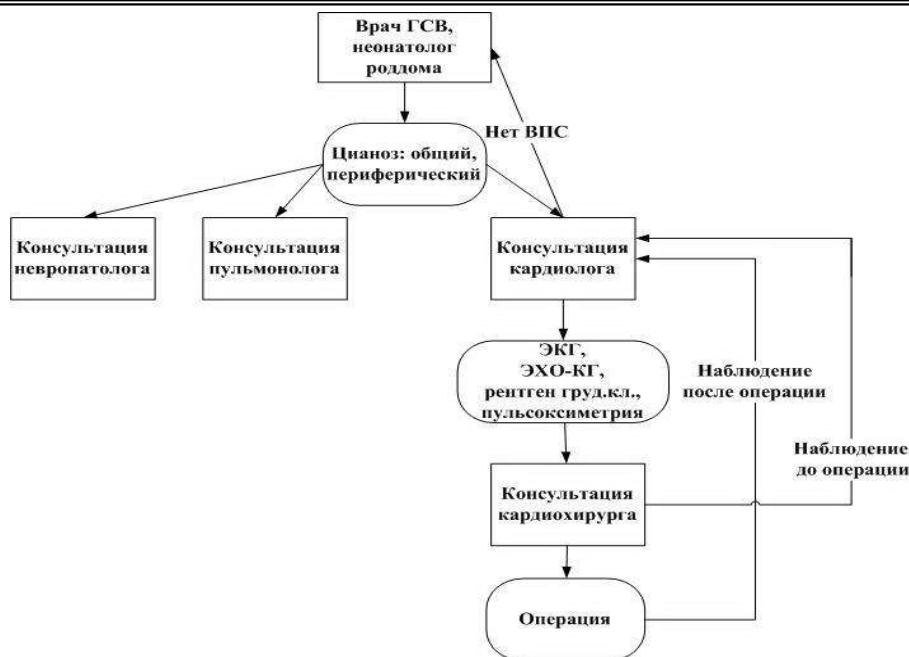 Врач ГСВ,
неонатолог
роддома
Нет ВПС
Цианоз: общий,
периферический
Консультация
невропатолога
Консультация
пульмонолога
Консультация
кардиолога
ЭКГ,
ЭХО-КГ,
рентген груд.кл.,
пульсоксиметрия
Наблюдение
после операции
Наблюдение
до операции
Консультация
кардиохирурга
Операция